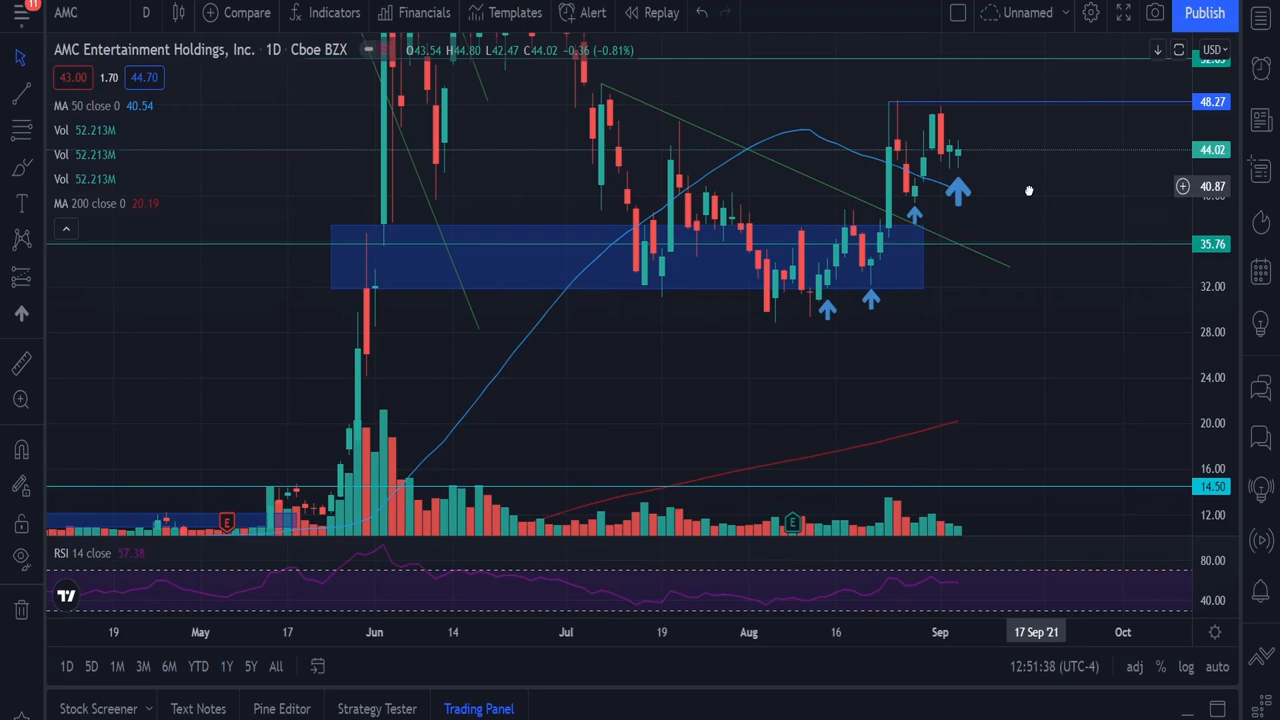 11
AMC D Compare Indicators Financials Templates Alert Replay Unnamed Publish
AMC Entertainment Holdings, Inc. · 1D · Cboe BZX O43.54 H44.80 L42.47 C44.02 −0.36 (−0.81%) USD
43.00 1.70 44.70
48.27
MA 50 close 0 40.54
Vol 52.213M
44.02
Vol 52.213M
Vol 52.213M
40.87
MA 200 close 0 20.19
35.76
32.00
28.00
24.00
20.00
16.00
14.50
12.00
E E
RSI 14 close 57.38
80.00
40.00
19 May 17 Jun 14 Jul 19 Aug 16 Sep 17 Sep '21 Oct
1D 5D 1M 3M 6M YTD 1Y 5Y All 12:51:38 (UTC-4) adj % log auto
Stock Screener Text Notes Pine Editor Strategy Tester Trading Panel